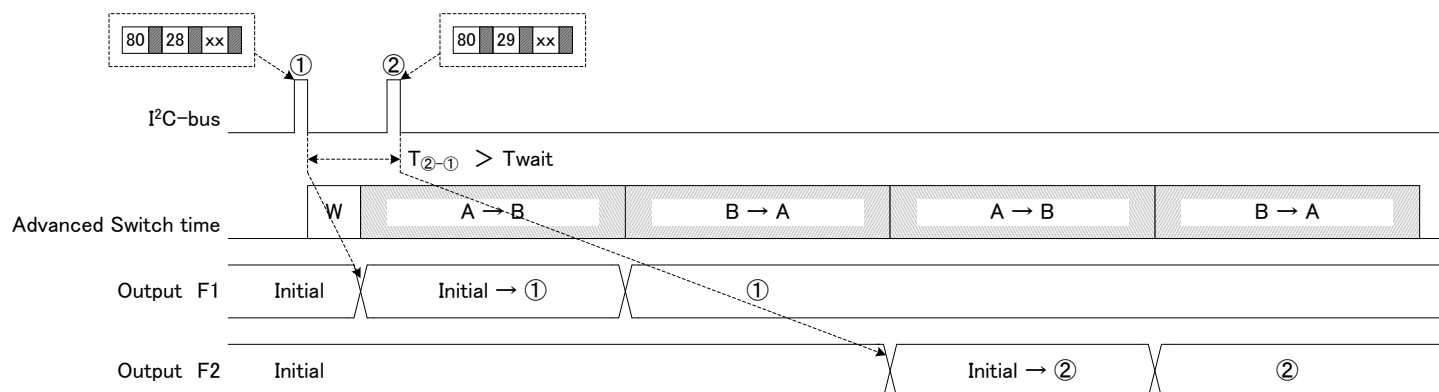 80 28 xx
80 29 xx
① ②
I²C-bus
T②-① > Twait
Advanced Switch time W A → B B → A A → B B → A
Output F1 Initial Initial → ① ①
Output F2 Initial Initial → ② ②